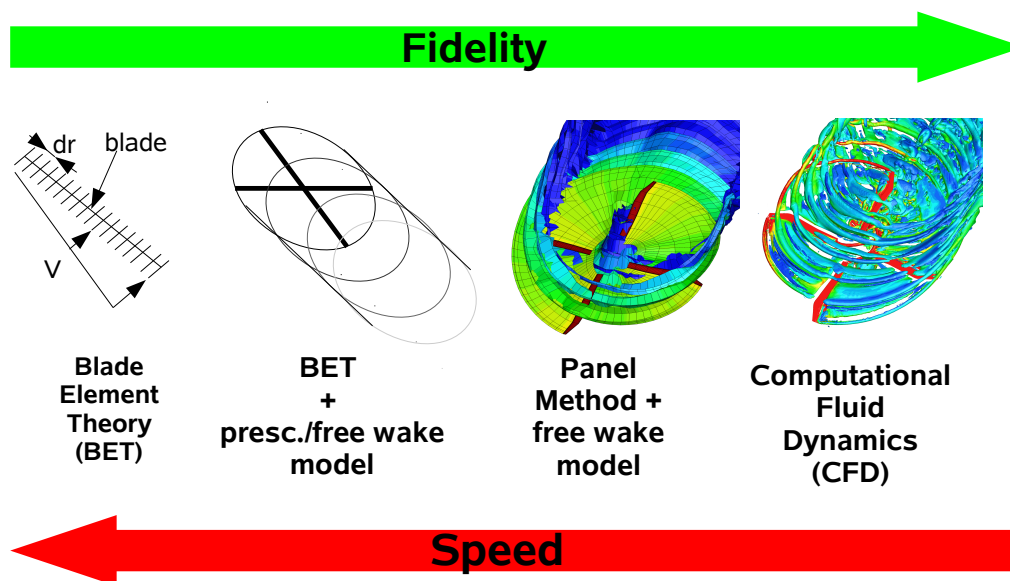 Fidelity
dr
blade
V
Blade
Element
Theory
(BET)
BET
+
presc./free wake
model
Panel
Method +
free wake
model
Computational
Fluid
Dynamics
(CFD)
Speed